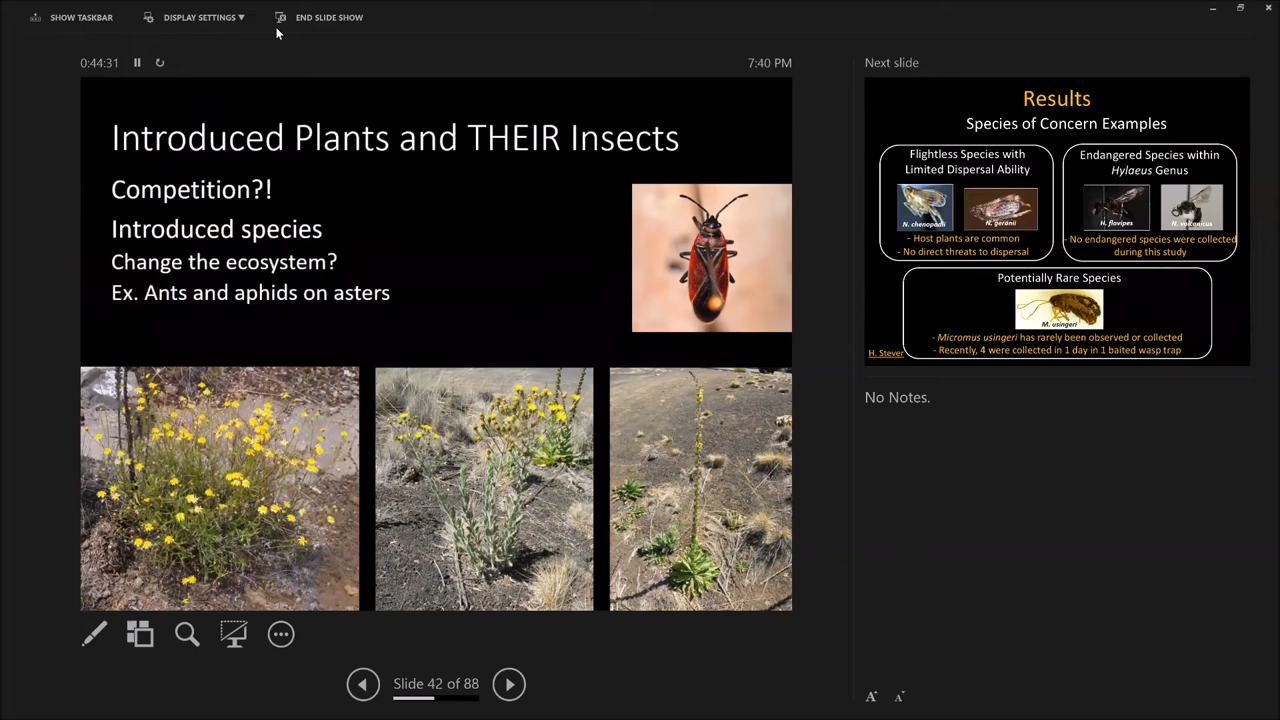 SHOW TASKBAR DISPLAY SETTINGS ▼ END SLIDE SHOW
0:44:31 7:40 PM
Introduced Plants and THEIR Insects
Competition?!
Introduced species
Change the ecosystem?
Ex. Ants and aphids on asters
Slide 42 of 88
Next slide
Results
Species of Concern Examples
Flightless Species with
Limited Dispersal Ability
N. chenopodii N. geranii
- Host plants are common
- No direct threats to dispersal
Endangered Species within
Hylaeus Genus
H. flavipes N. volcanicus
- No endangered species were collected
during this study
Potentially Rare Species
M. usingeri
- Micromus usingeri has rarely been observed or collected
- Recently, 4 were collected in 1 day in 1 baited wasp trap
H. Stever
No Notes.
A A